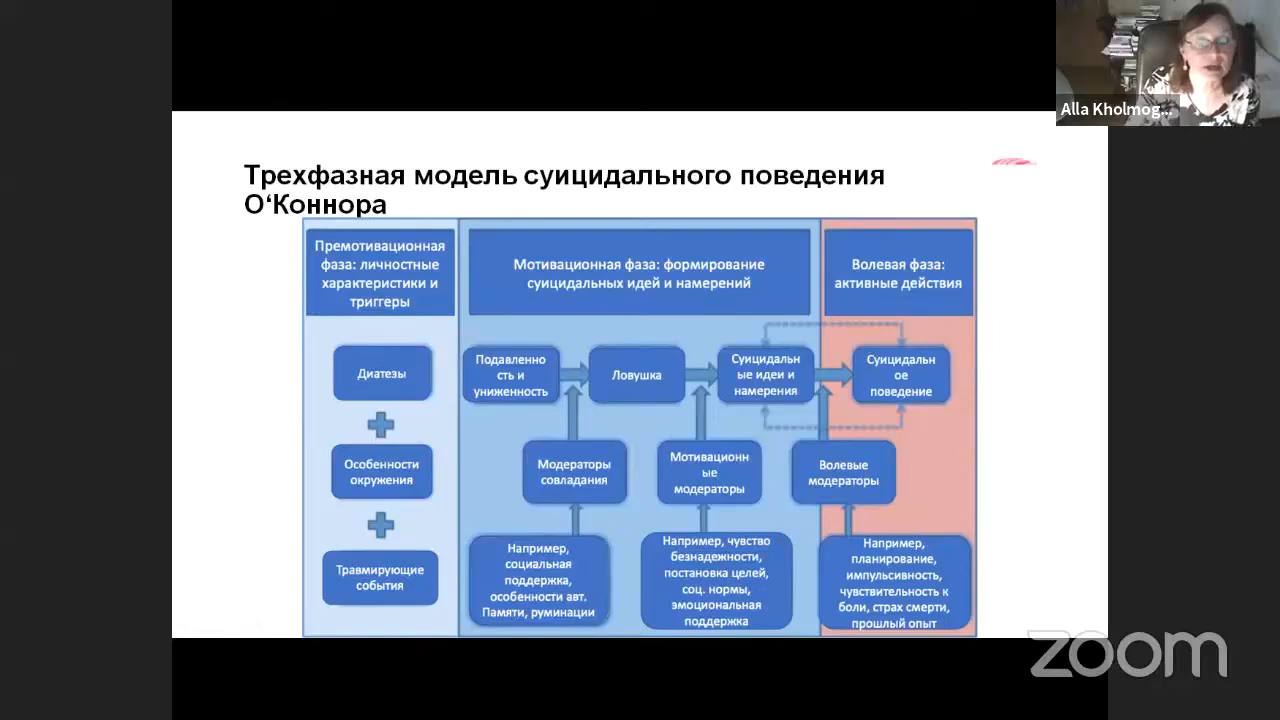 Alla Kholmog...
Трехфазная модель суицидального поведения
О‘Коннора
Премотивационная
фаза: личностные
характеристики и
триггеры
Мотивационная фаза: формирование
суицидальных идей и намерений
Волевая фаза:
активные действия
Диатезы
Подавленно
сть и
униженность
Ловушка
Суицидальн
ые идеи и
намерения
Суицидальн
ое
поведение
Особенности
окружения
Модераторы
совладания
Мотивационн
ые
модераторы
Волевые
модераторы
Травмирующие
события
Например,
социальная
поддержка,
особенности авт.
Памяти, руминации
Например, чувство
безнадежности,
постановка целей,
соц. нормы,
эмоциональная
поддержка
Например,
планирование,
импульсивность,
чувствительность к
боли, страх смерти,
прошлый опыт
zoom